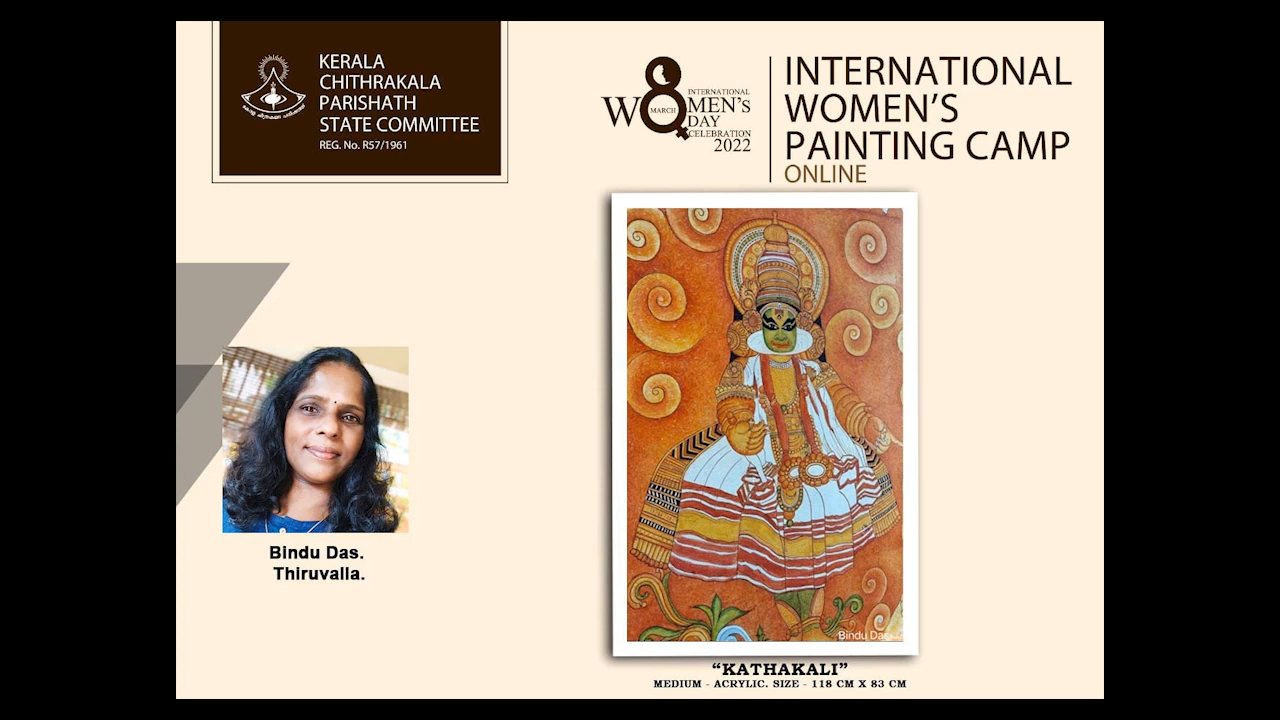 KERALA
CHITHRAKALA
PARISHATH
STATE COMMITTEE
REG. No. R57/1961
8
INTERNATIONAL
WOMEN'S
MARCH
DAY
CELEBRATION
2022
INTERNATIONAL
WOMEN'S
PAINTING CAMP
ONLINE
Bindu Das.
Thiruvalla.
Bindu Das
"KATHAKALI"
MEDIUM - ACRYLIC. SIZE - 118 CM X 83 CM